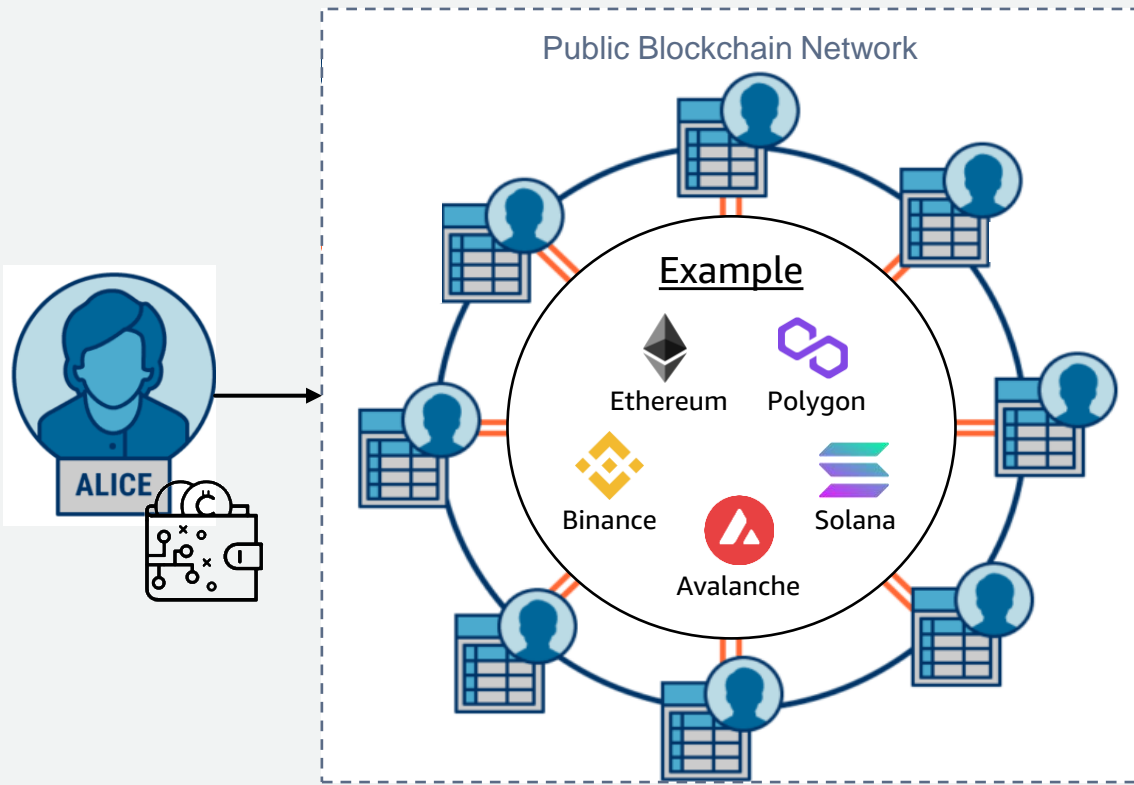 Public Blockchain Network
Example
Ethereum
Polygon
ALICE
Binance
Solana
Avalanche